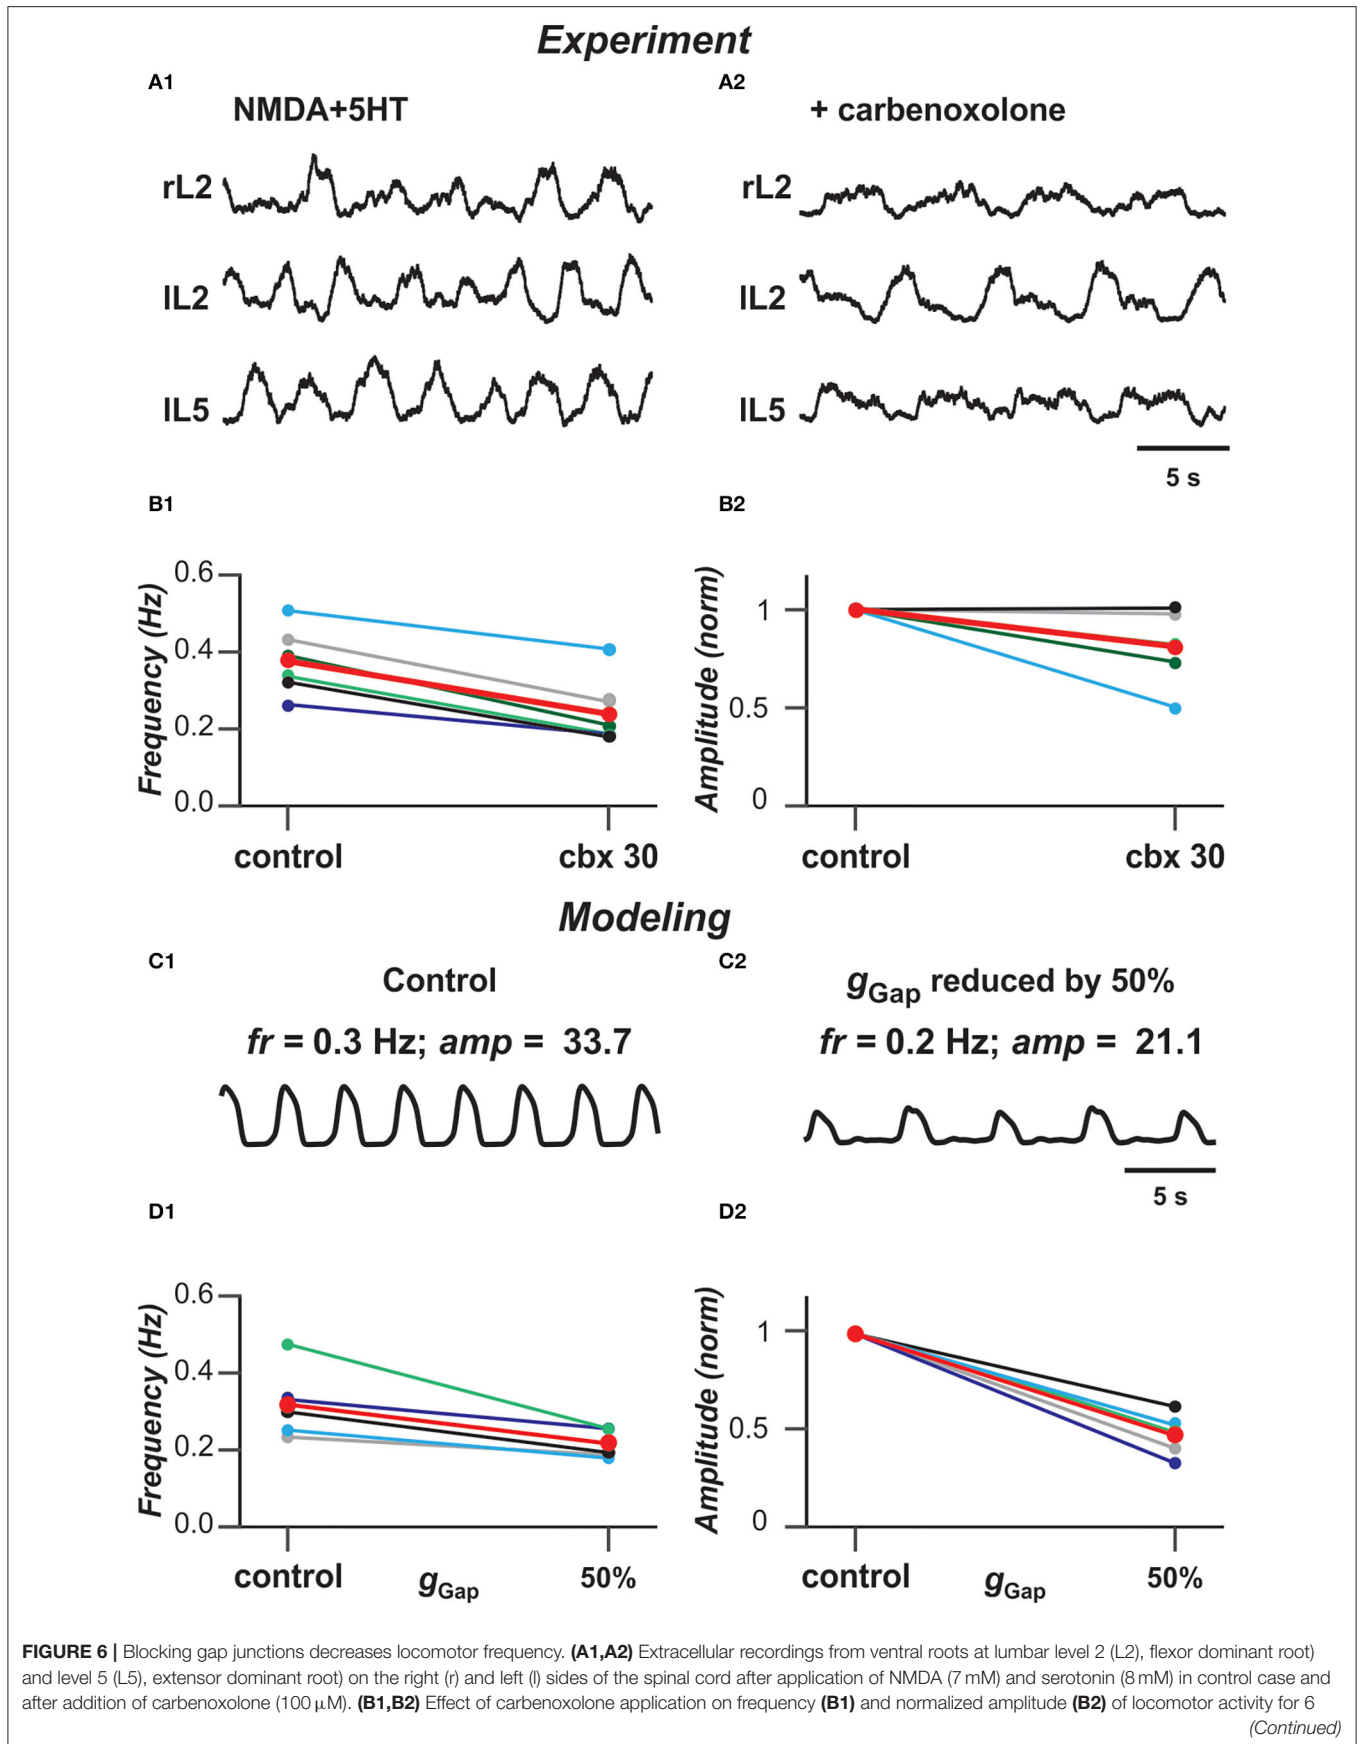 Experiment
A1
A2
NMDA+5HT
+ carbenoxolone
rL2
rL2
lL2
lL2
lL5
lL5
5 s
B1
B2
Frequency (Hz)
0.6
0.4
0.2
0.0
control
cbx 30
Amplitude (norm)
1
0.5
0
control
cbx 30
Modeling
C1
C2
Control
gGap reduced by 50%
fr = 0.3 Hz; amp = 33.7
fr = 0.2 Hz; amp = 21.1
5 s
D1
D2
Frequency (Hz)
0.6
0.4
0.2
0.0
control
gGap
50%
Amplitude (norm)
1
0.5
0
control
gGap
50%
FIGURE 6 | Blocking gap junctions decreases locomotor frequency. (A1,A2) Extracellular recordings from ventral roots at lumbar level 2 (L2), flexor dominant root)
and level 5 (L5), extensor dominant root) on the right (r) and left (l) sides of the spinal cord after application of NMDA (7 mM) and serotonin (8 mM) in control case and
after addition of carbenoxolone (100 μM). (B1,B2) Effect of carbenoxolone application on frequency (B1) and normalized amplitude (B2) of locomotor activity for 6
(Continued)